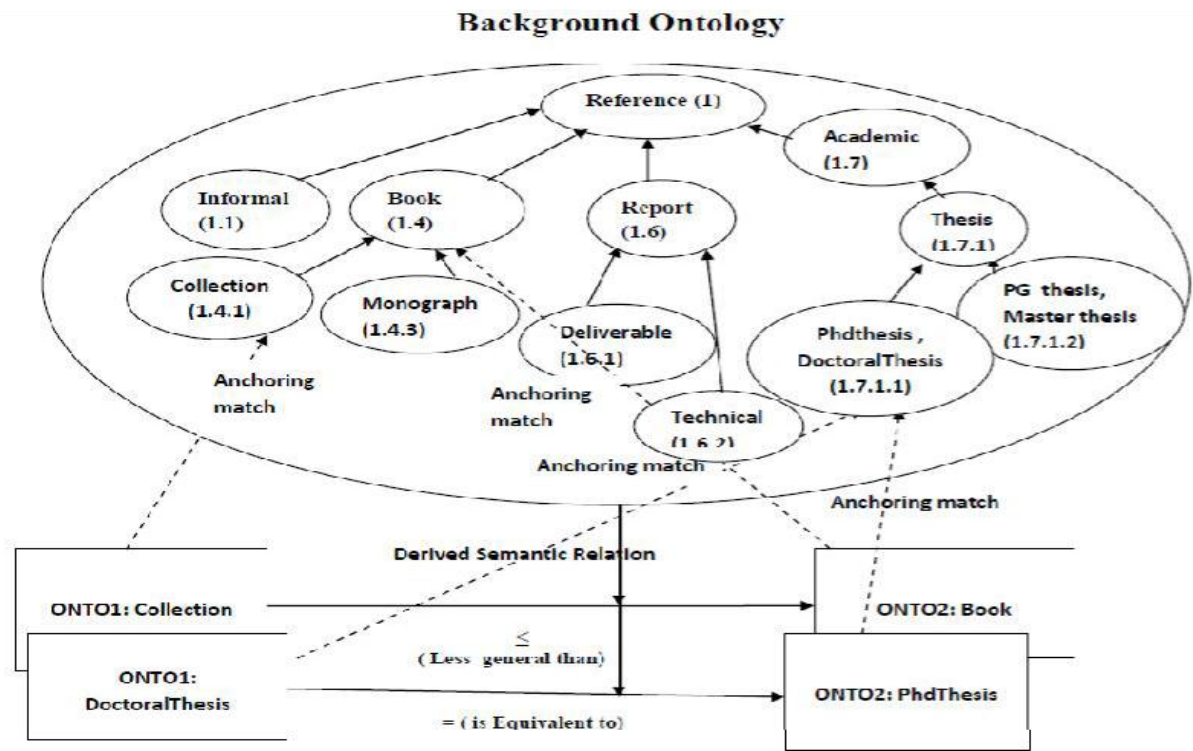 Background Ontology
Reference (1)
Academic
(1.7)
Informal
(1.1)
Book
(1.4)
Report
(1.6)
Thesis
(1.7.1)
Collection
(1.4.1)
Monograph
(1.4.3)
Deliverable
(1.6.1)
Phdthesis ,
DoctoralThesis
(1.7.1.1)
PG thesis,
Master thesis
(1.7.1.2)
Anchoring
match
Anchoring
match
Technical
(1.6.2)
Anchoring match
Anchoring match
Derived Semantic Relation
ONTO1: Collection
ONTO2: Book
≤
( Less general than)
ONTO1:
DoctoralThesis
ONTO2: PhdThesis
= ( is Equivalent to)